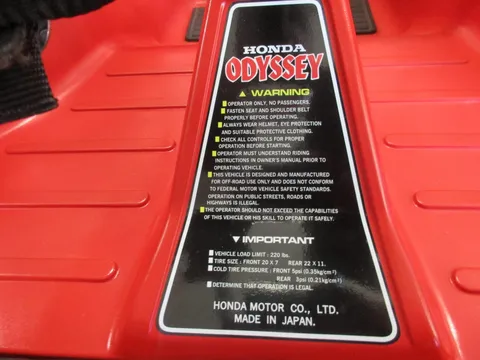 HONDA
ODYSSEY
▲ WARNING
OPERATOR ONLY, NO PASSENGERS.
FASTEN SEAT AND SHOULDER BELT
PROPERLY BEFORE OPERATING.
ALWAYS WEAR HELMET, EYE PROTECTION
AND SUITABLE PROTECTIVE CLOTHING.
CHECK ALL CONTROLS FOR PROPER
OPERATION BEFORE STARTING.
OPERATOR MUST UNDERSTAND RIDING
INSTRUCTIONS IN OWNER'S MANUAL PRIOR TO
OPERATING VEHICLE.
THIS VEHICLE IS DESIGNED AND MANUFACTURED
FOR OFF-ROAD USE ONLY AND DOES NOT CONFORM
TO FEDERAL MOTOR VEHICLE SAFETY STANDARDS.
OPERATION ON PUBLIC STREETS, ROADS OR
HIGHWAYS IS ILLEGAL.
THE OPERATOR SHOULD NOT EXCEED THE CAPABILITIES
OF THIS VEHICLE OR HIS SKILL TO OPERATE IT SAFELY.
▼ IMPORTANT
VEHICLE LOAD LIMIT : 220 lbs.
TIRE SIZE : FRONT 20 X 7 REAR 22 X 11.
COLD TIRE PRESSURE : FRONT 5psi (0.35kg/cm²)
REAR 3psi (0.21kg/cm²)
DETERMINE THAT OPERATION IS LEGAL.
HONDA MOTOR CO., LTD.
MADE IN JAPAN.